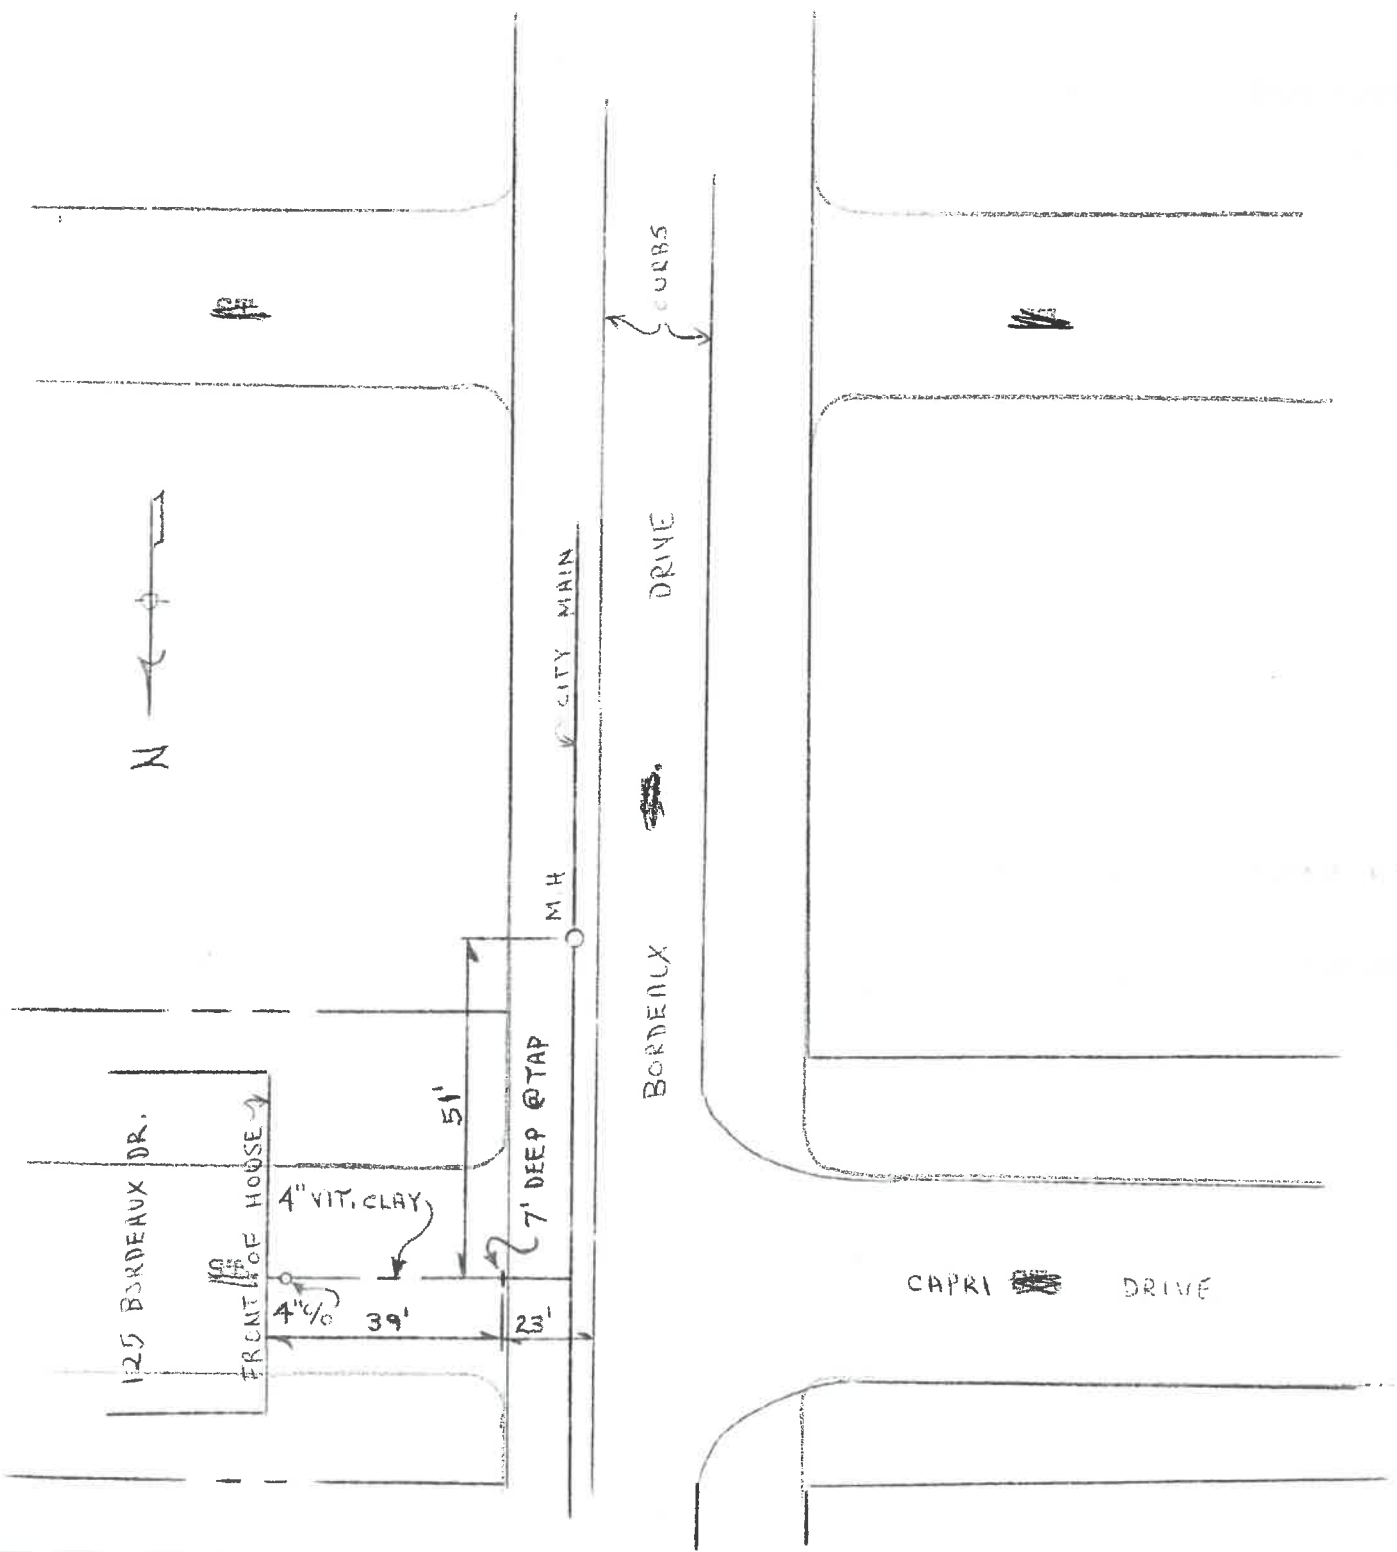 CURBS
N
CITY MAIN
M.H
BORDEAUX DRIVE
51'
7' DEEP @ TAP
125 BORDEAUX DR.
FRONT OF HOUSE
4" VIT. CLAY
4" C/O
39'
23'
CAPRI DRIVE